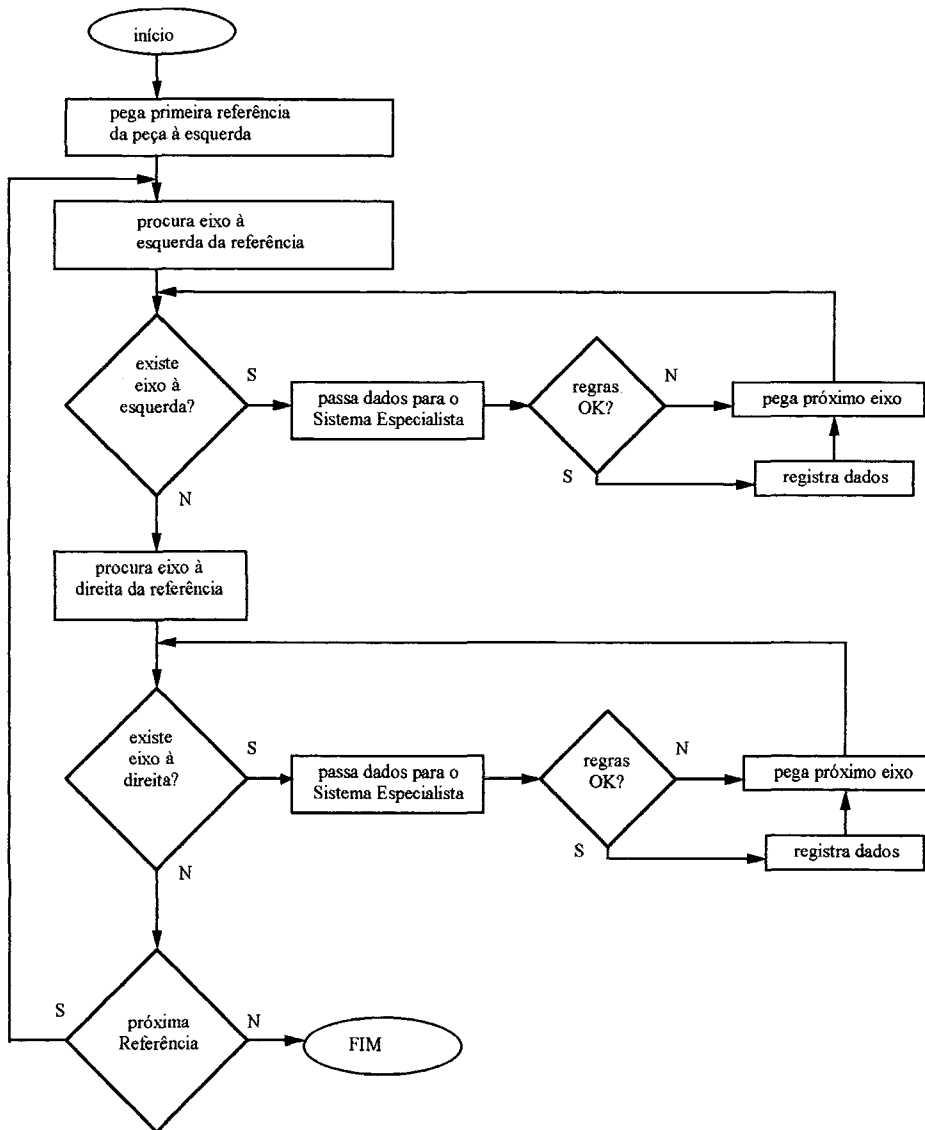 início
pega primeira referência
da peça à esquerda
procura eixo à
esquerda da referência
existe
eixo à
esquerda?
S
passa dados para o
Sistema Especialista
regras
OK?
N
pega próximo eixo
S
registra dados
N
procura eixo à
direita da referência
existe
eixo à
direita?
S
passa dados para o
Sistema Especialista
regras
OK?
N
pega próximo eixo
S
registra dados
N
S
próxima
Referência
N
FIM